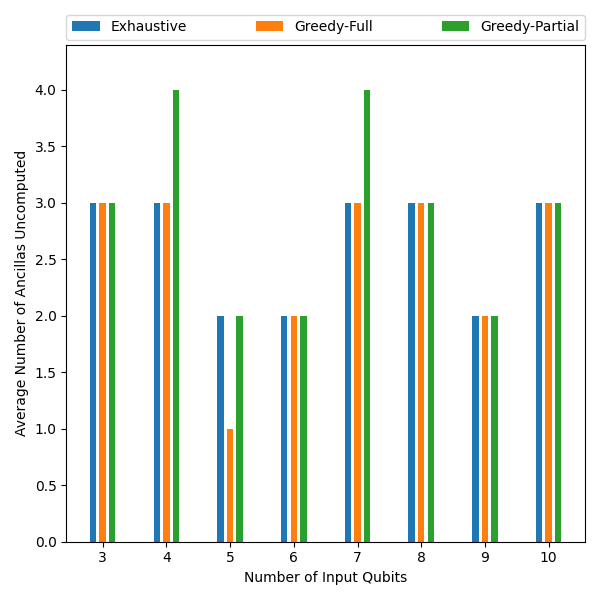 Exhaustive Greedy-Full Greedy-Partial
Average Number of Ancillas Uncomputed
4.0
3.5
3.0
2.5
2.0
1.5
1.0
0.5
0.0
3 4 5 6 7 8 9 10
Number of Input Qubits